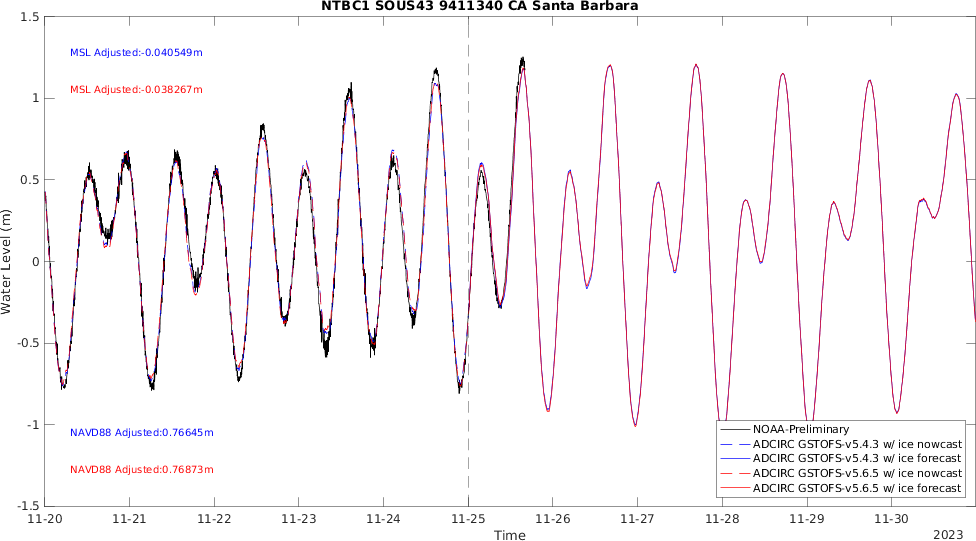 NTBC1 SOUS43 9411340 CA Santa Barbara
1.5
1
0.5
0
-0.5
-1
-1.5
Water Level (m)
MSL Adjusted:-0.040549m
MSL Adjusted:-0.038267m
NAVD88 Adjusted:0.76645m
NAVD88 Adjusted:0.76873m
NOAA-Preliminary
ADCIRC GSTOFS-v5.4.3 w/ ice nowcast
ADCIRC GSTOFS-v5.4.3 w/ ice forecast
ADCIRC GSTOFS-v5.6.5 w/ ice nowcast
ADCIRC GSTOFS-v5.6.5 w/ ice forecast
11-20 11-21 11-22 11-23 11-24 11-25 11-26 11-27 11-28 11-29 11-30
Time
2023